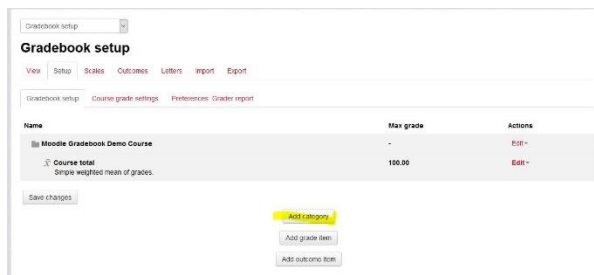 Gradebook setup
Gradebook setup
View Setup Scales Outcomes Letters Import Export
Gradebook setup Course grade settings Preferences: Grader report
Name Max grade Actions
Moodle Gradebook Demo Course - Edit
Course total 100.00 Edit
Simple weighted mean of grades.
Save changes
Add category
Add grade item
Add outcome item